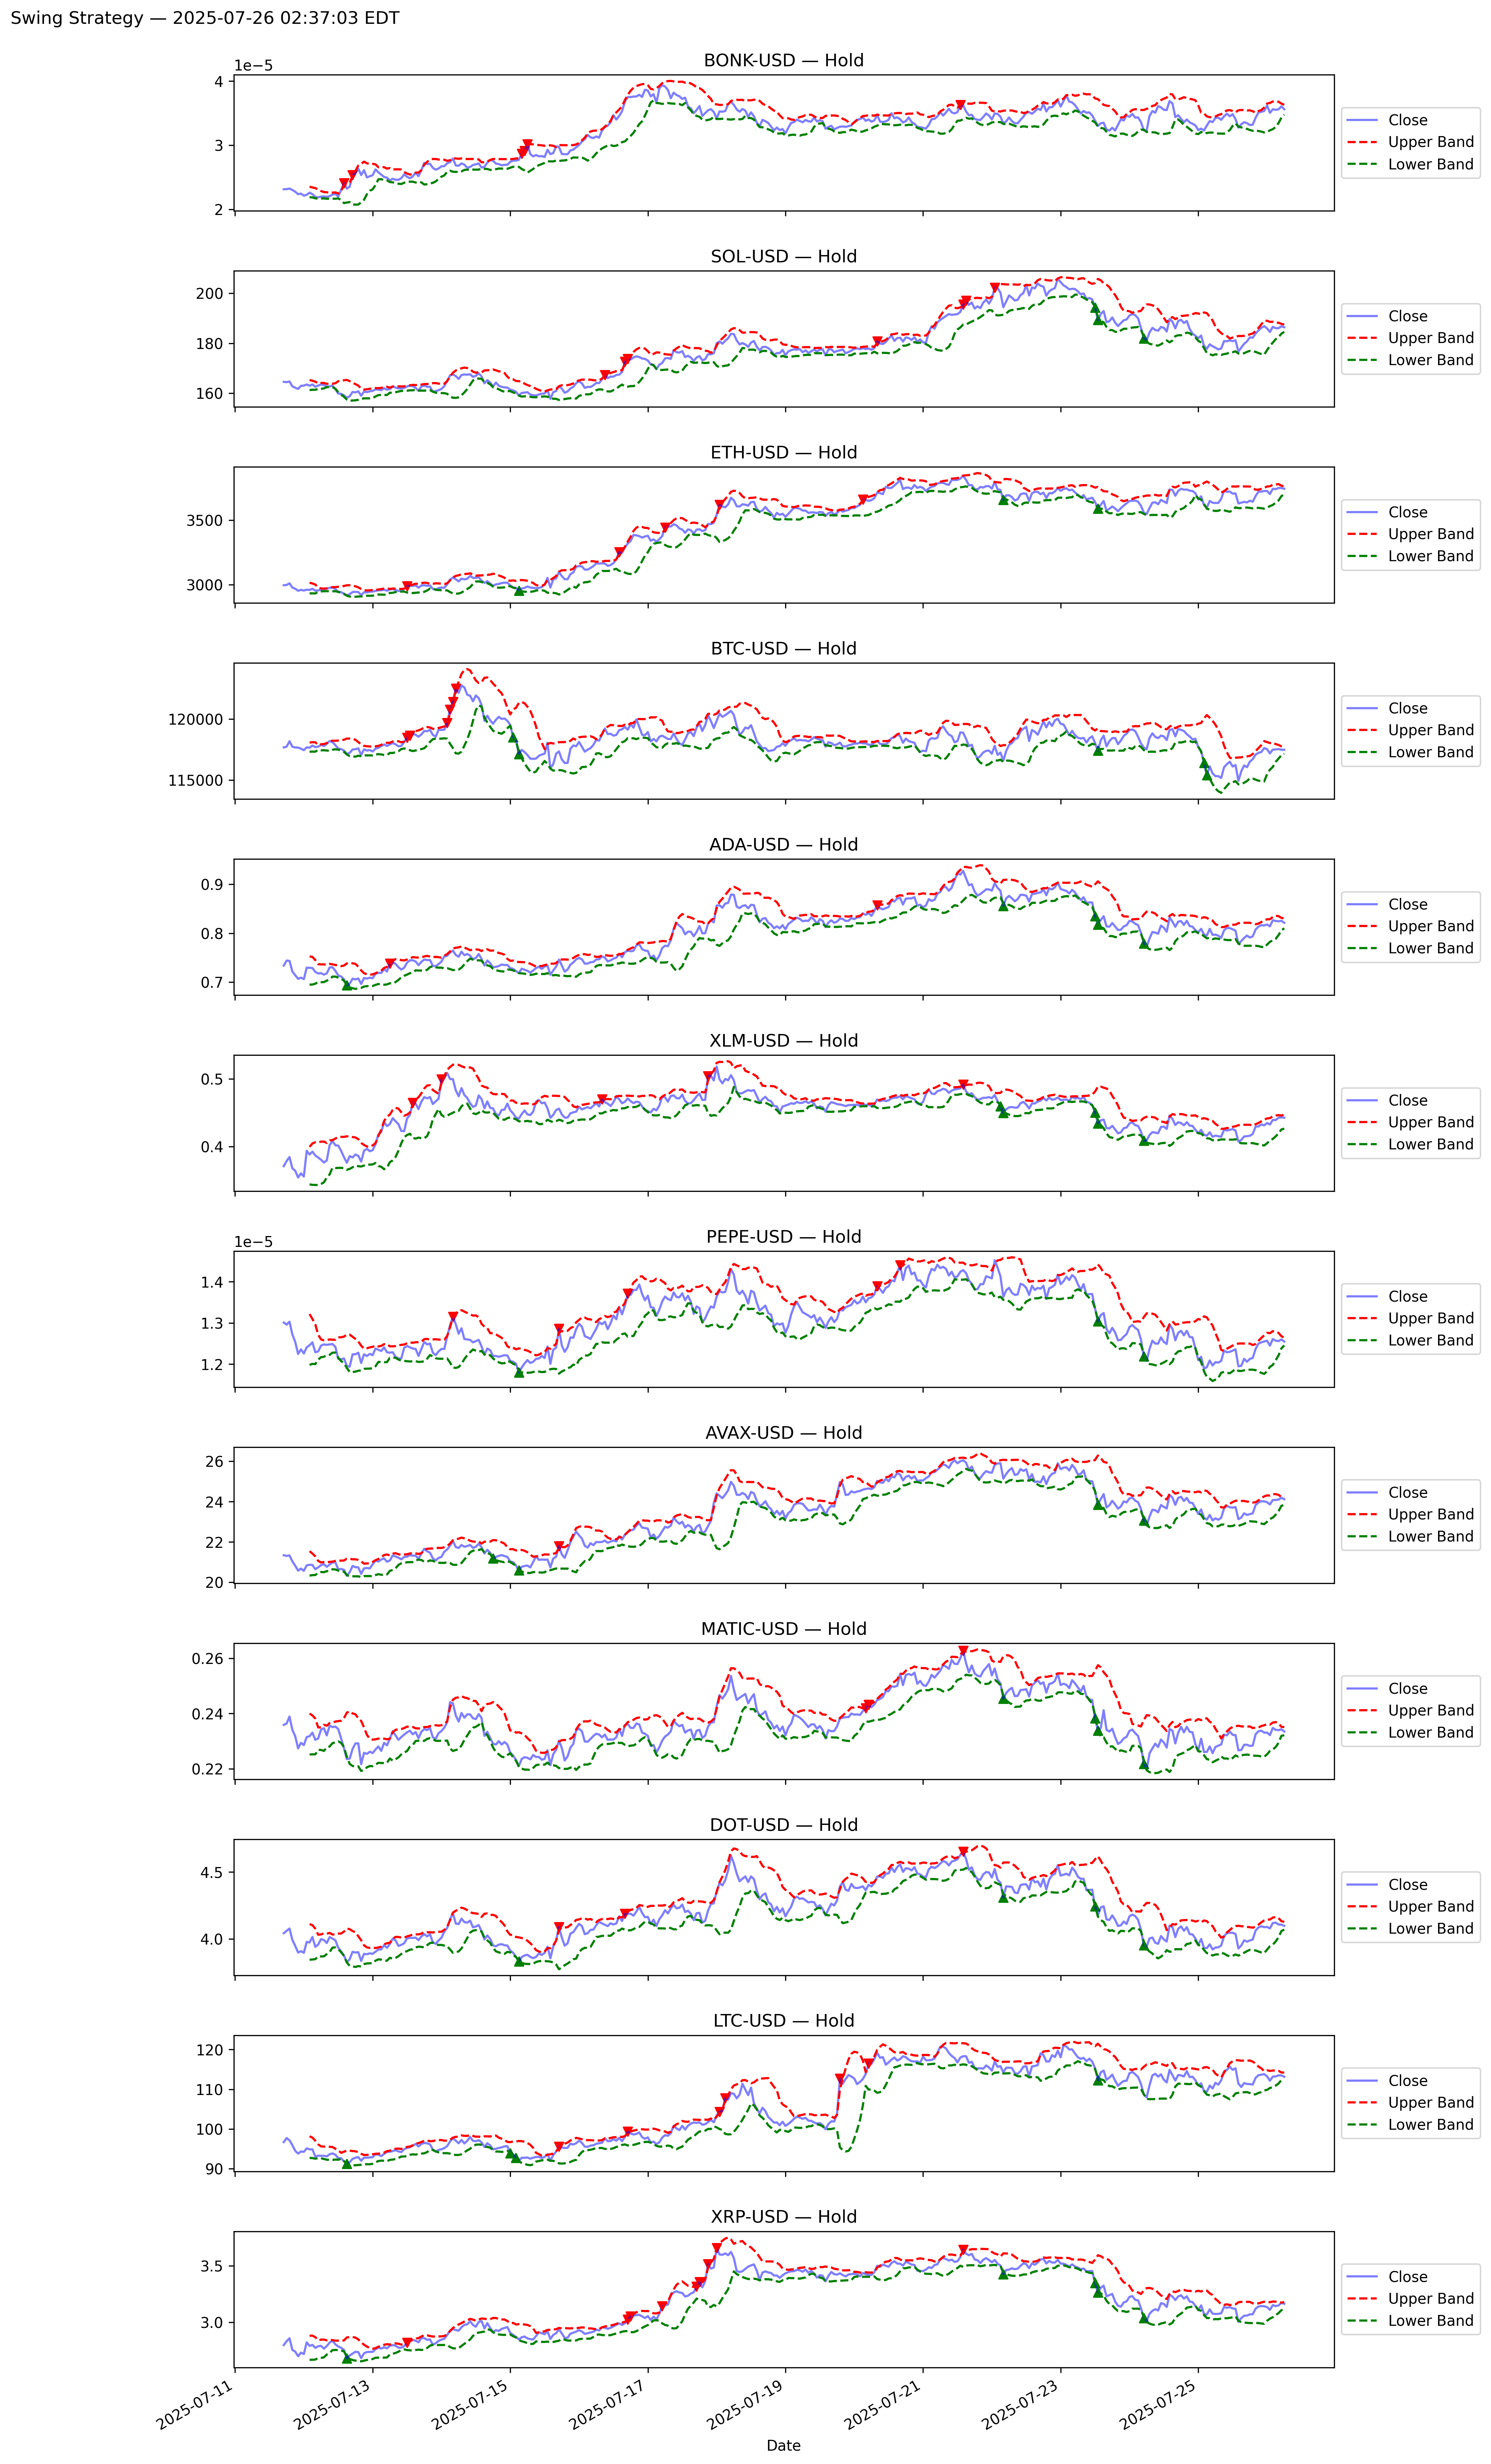 Swing Strategy — 2025-07-26 02:37:03 EDT
BONK-USD — Hold
1e−5
4
3
2
Close
Upper Band
Lower Band
SOL-USD — Hold
200
180
160
Close
Upper Band
Lower Band
ETH-USD — Hold
3500
3000
Close
Upper Band
Lower Band
BTC-USD — Hold
120000
115000
Close
Upper Band
Lower Band
ADA-USD — Hold
0.9
0.8
0.7
Close
Upper Band
Lower Band
XLM-USD — Hold
0.5
0.4
Close
Upper Band
Lower Band
PEPE-USD — Hold
1e−5
1.4
1.3
1.2
Close
Upper Band
Lower Band
AVAX-USD — Hold
26
24
22
20
Close
Upper Band
Lower Band
MATIC-USD — Hold
0.26
0.24
0.22
Close
Upper Band
Lower Band
DOT-USD — Hold
4.5
4.0
Close
Upper Band
Lower Band
LTC-USD — Hold
120
110
100
90
Close
Upper Band
Lower Band
XRP-USD — Hold
3.5
3.0
Close
Upper Band
Lower Band
2025-07-11
2025-07-13
2025-07-15
2025-07-17
2025-07-19
2025-07-21
2025-07-23
2025-07-25
Date